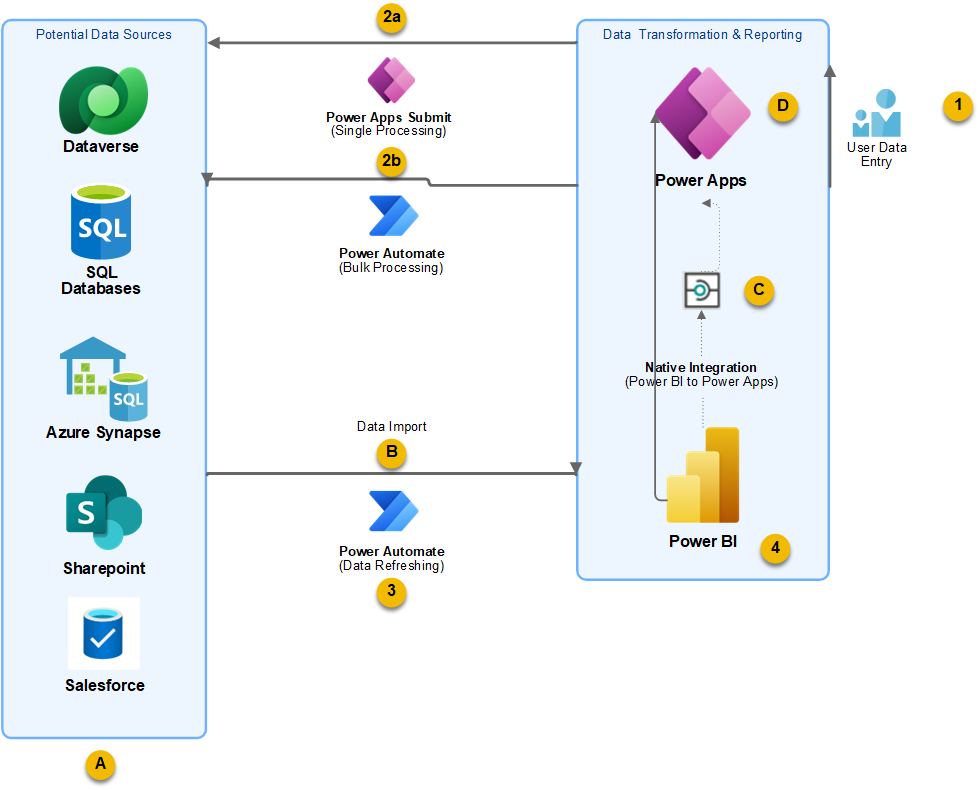 Potential Data Sources
Dataverse
SQL
SQL
Databases
SQL
Azure Synapse
S
Sharepoint
Salesforce
A
2a
Power Apps Submit
(Single Processing)
2b
Power Automate
(Bulk Processing)
Data Import
B
Power Automate
(Data Refreshing)
3
Data Transformation & Reporting
D
Power Apps
C
Native Integration
(Power BI to Power Apps)
Power BI
4
1
User Data
Entry